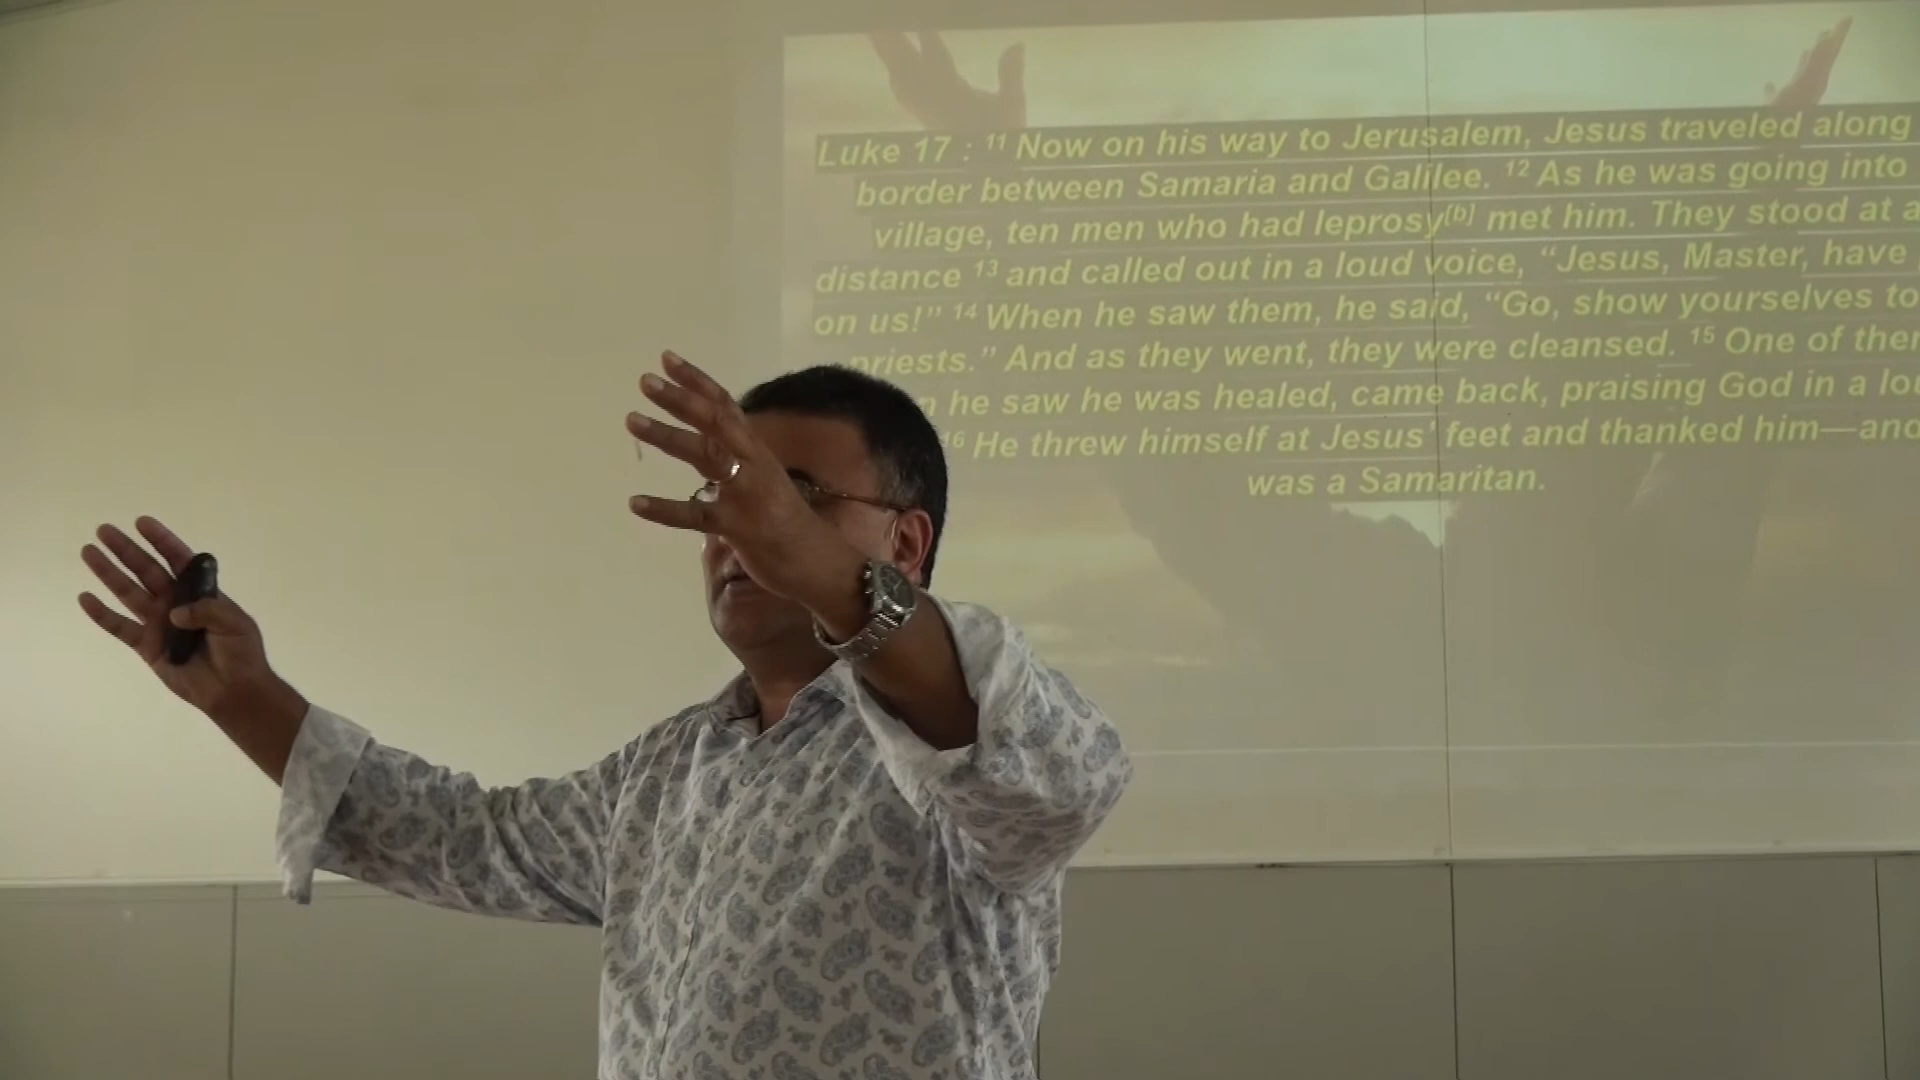 Luke 17 : 11 Now on his way to Jerusalem, Jesus traveled along
border between Samaria and Galilee. 12 As he was going into
village, ten men who had leprosy[b] met him. They stood at a
distance 13 and called out in a loud voice, “Jesus, Master, have
on us!” 14 When he saw them, he said, “Go, show yourselves to
priests.” And as they went, they were cleansed. 15 One of
he saw he was healed, came back, praising God in a
16 He threw himself at Jesus’ feet and thanked him—and
was a Samaritan.